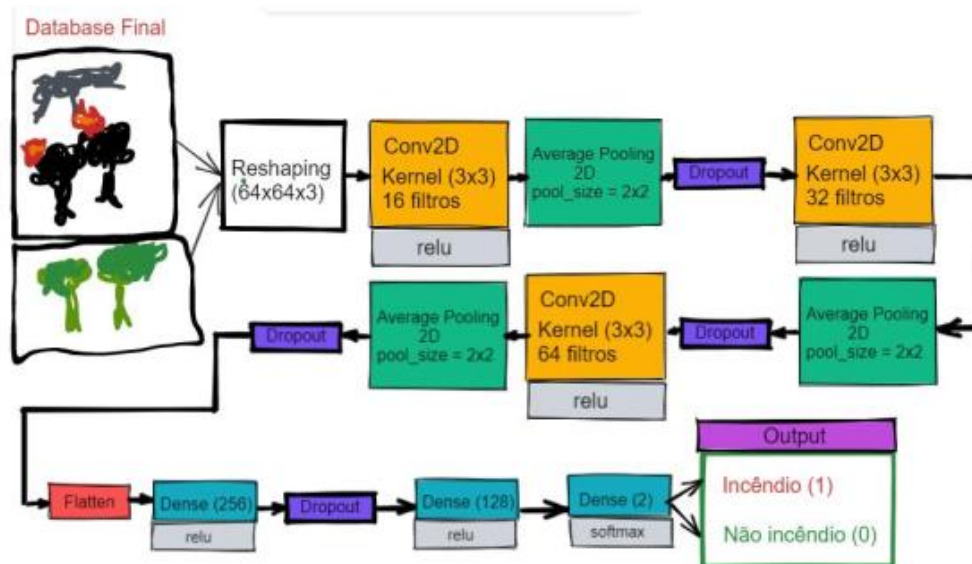 Database Final
Reshaping
(64x64x3)
Conv2D
Kernel (3x3)
16 filtros
relu
Average Pooling
2D
pool_size = 2x2
Dropout
Conv2D
Kernel (3x3)
32 filtros
relu
Average Pooling
2D
pool_size = 2x2
Dropout
Conv2D
Kernel (3x3)
64 filtros
relu
Average Pooling
2D
pool_size = 2x2
Dropout
Flatten
Dense (256)
relu
Dropout
Dense (128)
relu
Dense (2)
softmax
Output
Incêndio (1)
Não incêndio (0)